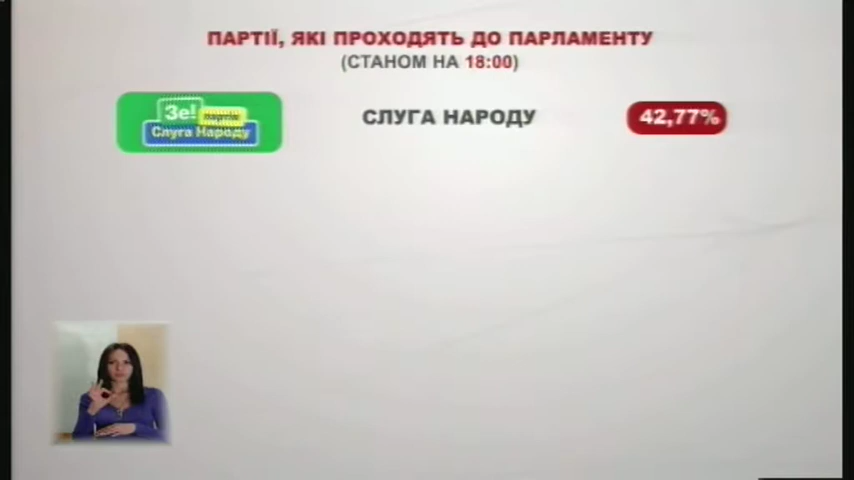 ПАРТІЇ, ЯКІ ПРОХОДЯТЬ ДО ПАРЛАМЕНТУ
(СТАНОМ НА 18:00)
Зе! партія
Слуга Народу
СЛУГА НАРОДУ
42,77%